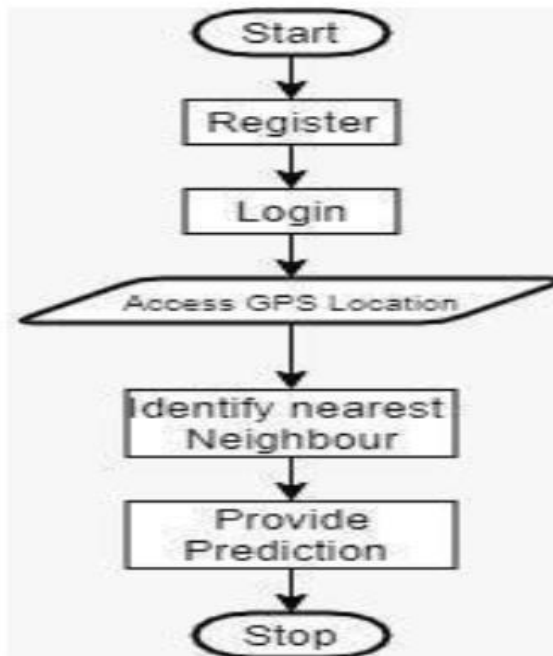 Start
Register
Login
Access GPS Location
Identify nearest
Neighbour
Provide
Prediction
Stop